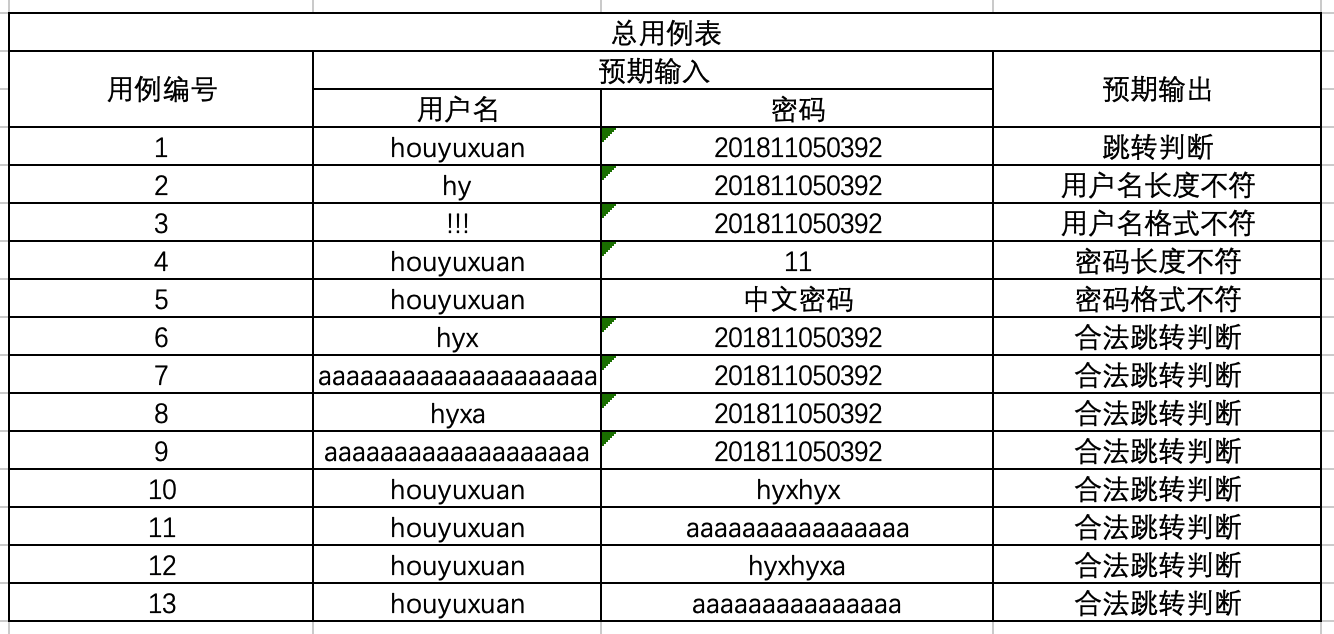 总用例表
用例编号 预期输入 预期输出
用户名 密码
1 houyuxuan 201811050392 跳转判断
2 hy 201811050392 用户名长度不符
3 !!! 201811050392 用户名格式不符
4 houyuxuan 11 密码长度不符
5 houyuxuan 中文密码 密码格式不符
6 hyx 201811050392 合法跳转判断
7 aaaaaaaaaaaaaaaaaaaa 201811050392 合法跳转判断
8 hyxa 201811050392 合法跳转判断
9 aaaaaaaaaaaaaaaaaaa 201811050392 合法跳转判断
10 houyuxuan hyxhyx 合法跳转判断
11 houyuxuan aaaaaaaaaaaaaaaa 合法跳转判断
12 houyuxuan hyxhyxa 合法跳转判断
13 houyuxuan aaaaaaaaaaaaaaa 合法跳转判断